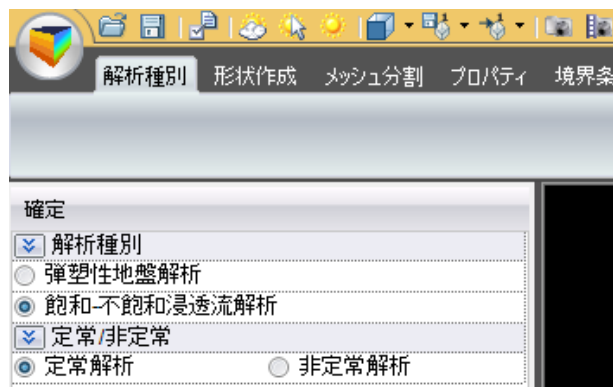 解析種別 形状作成 メッシュ分割 プロパティ 境界条
確定
解析種別
弾塑性地盤解析
飽和-不飽和浸透流解析
定常/非定常
定常解析 非定常解析